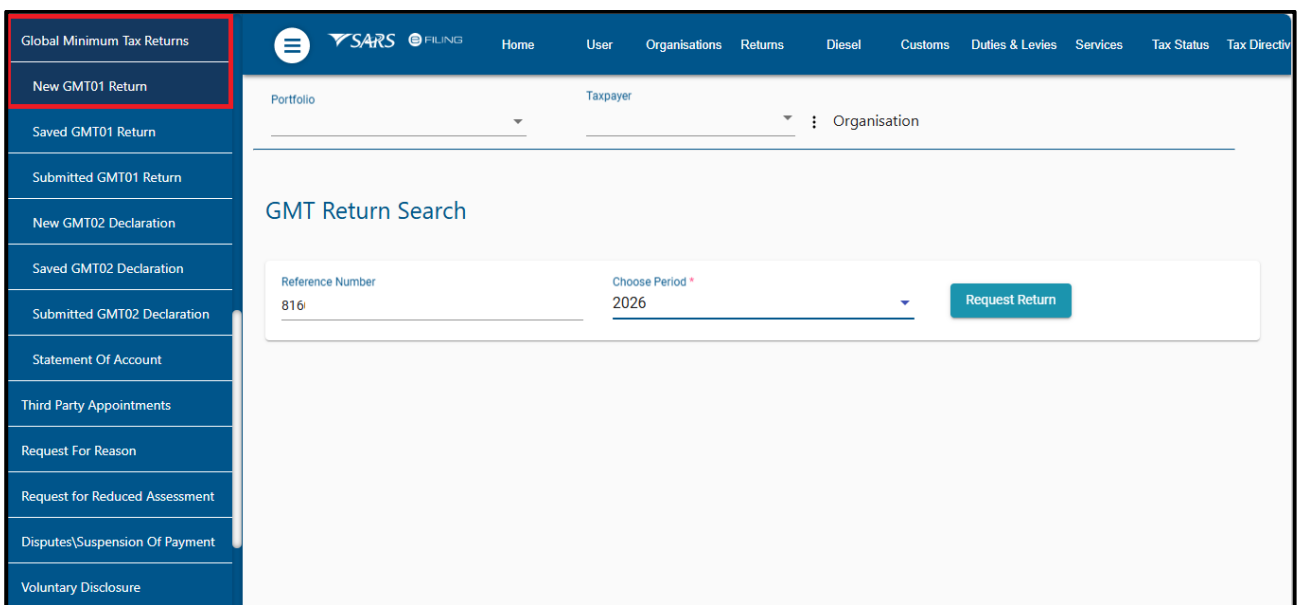 Global Minimum Tax Returns
New GMT01 Return
Saved GMT01 Return
Submitted GMT01 Return
New GMT02 Declaration
Saved GMT02 Declaration
Submitted GMT02 Declaration
Statement Of Account
Third Party Appointments
Request For Reason
Request for Reduced Assessment
Disputes\Suspension Of Payment
Voluntary Disclosure
SARS e FILING Home User Organisations Returns Diesel Customs Duties & Levies Services Tax Status Tax Directiv
Portfolio Taxpayer
Organisation
GMT Return Search
Reference Number Choose Period *
816 2026 Request Return